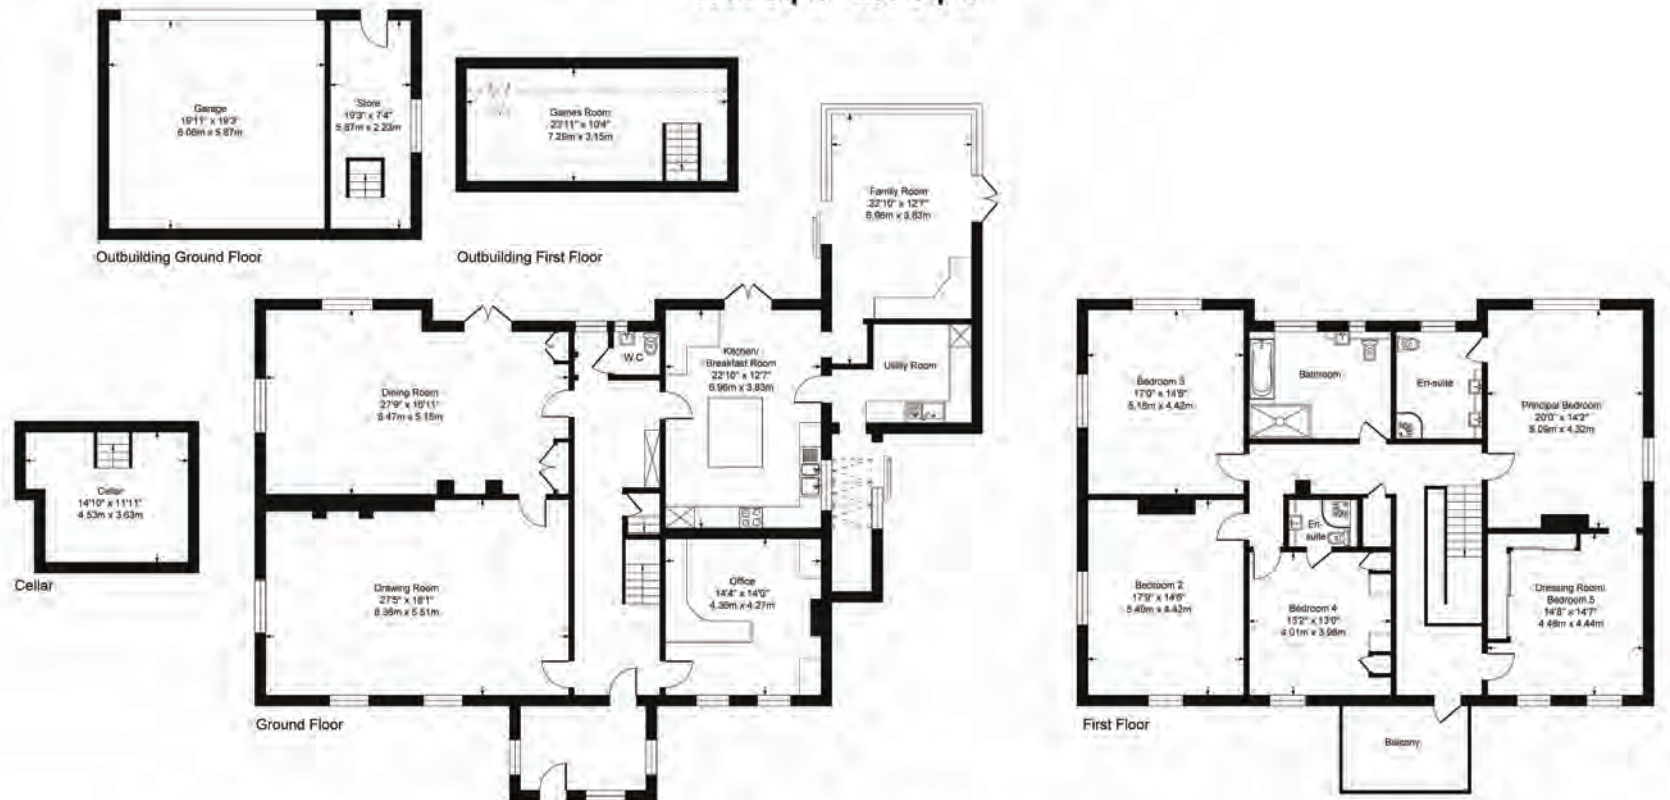 Garage
19'11" x 19'3"
6.06m x 5.87m
Store
19'3" x 7'4"
5.87m x 2.23m
Outbuilding Ground Floor
Games Room
23'11" x 10'4"
7.29m x 3.15m
Outbuilding First Floor
Family Room
22'10" x 12'7"
6.96m x 3.83m
Cellar
14'10" x 11'11"
4.53m x 3.63m
Cellar
Dining Room
27'9" x 16'11"
8.47m x 5.15m
W.C
Kitchen/
Breakfast Room
22'10" x 12'7"
6.96m x 3.83m
Utility Room
Drawing Room
27'5" x 18'1"
8.36m x 5.51m
Office
14'4" x 14'0"
4.36m x 4.27m
Ground Floor
Bedroom 3
17'0" x 14'6"
5.18m x 4.42m
Bathroom
En-suite
Principal Bedroom
20'0" x 14'2"
6.09m x 4.32m
Bedroom 2
17'9" x 14'6"
5.40m x 4.42m
En-
suite
Bedroom 4
13'2" x 13'0"
4.01m x 3.96m
Dressing Room/
Bedroom 5
14'8" x 14'7"
4.48m x 4.44m
First Floor
Balcony